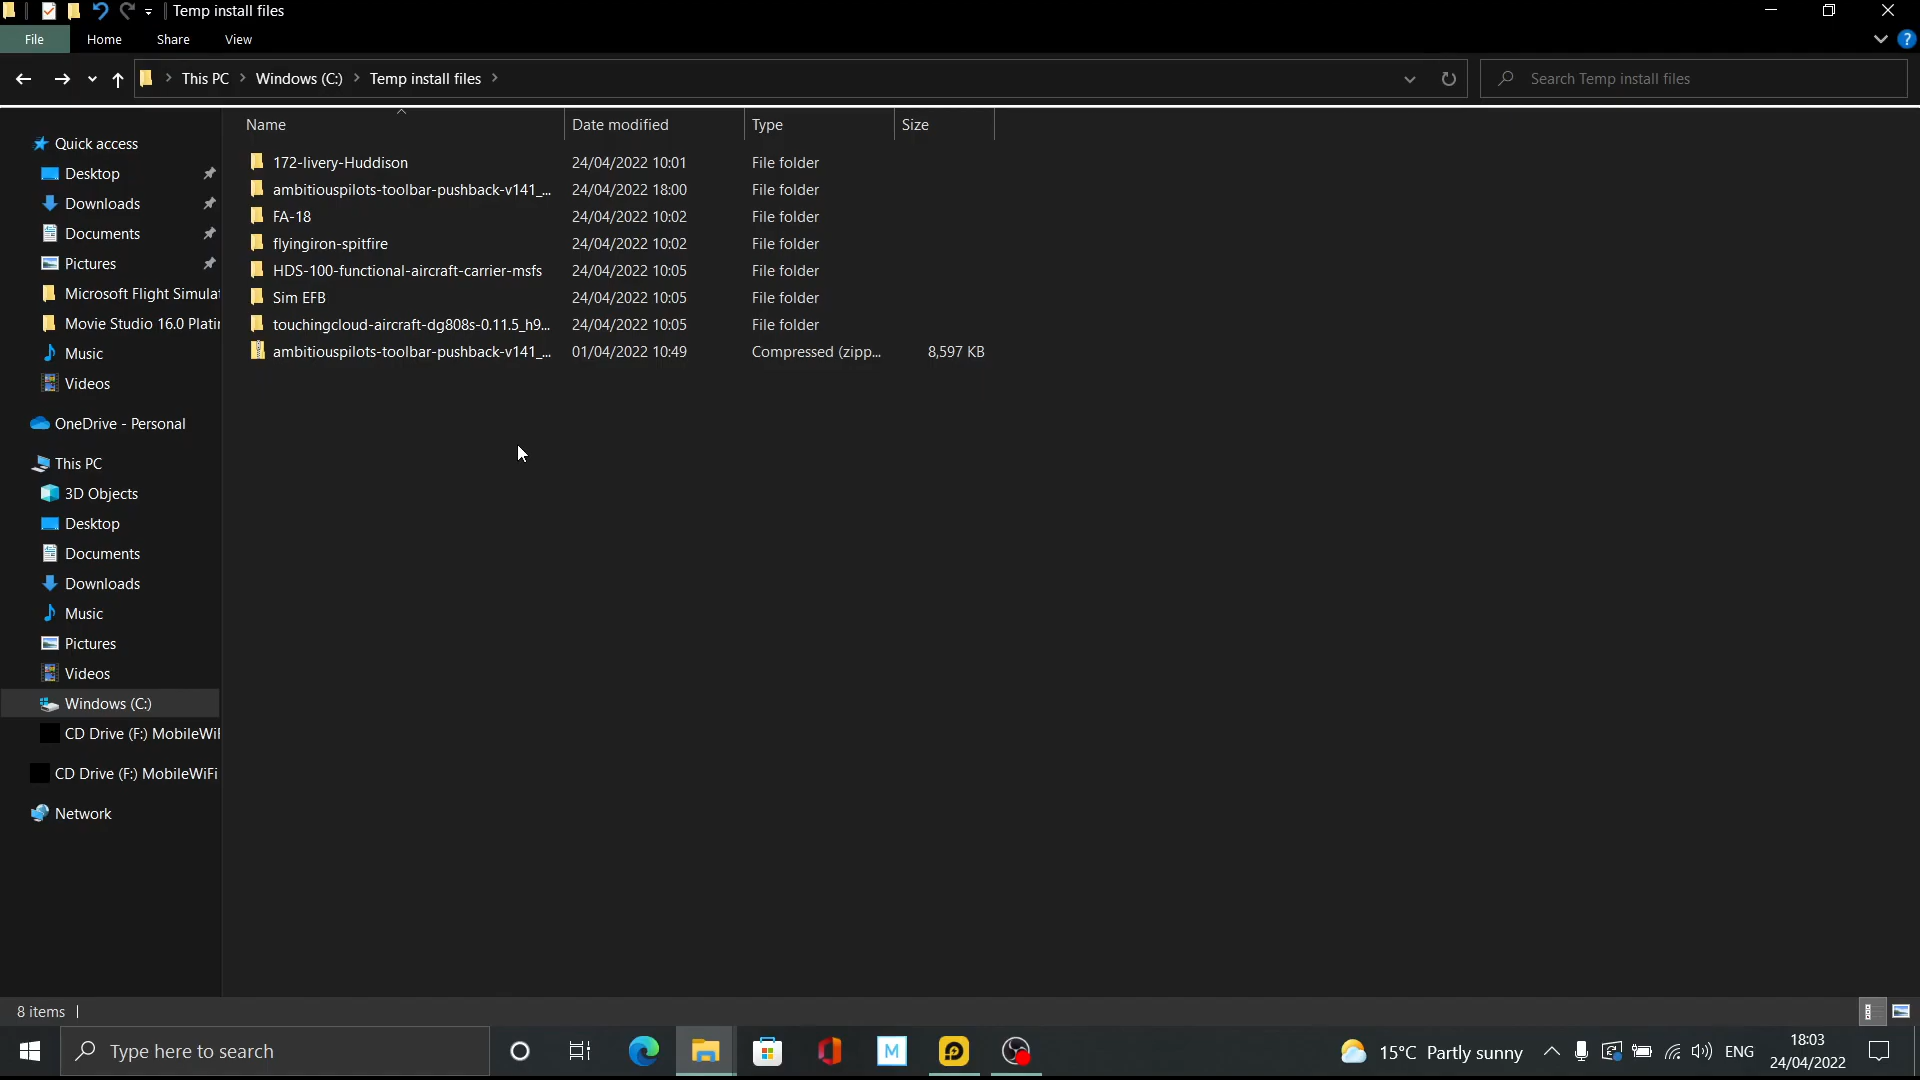 Temp install files
File Home Share View
This PC Windows (C:) Temp install files
Search Temp install files
Name Date modified Type Size
172-livery-Huddison 24/04/2022 10:01 File folder
ambitiouspilots-toolbar-pushback-v141_... 24/04/2022 18:00 File folder
FA-18 24/04/2022 10:02 File folder
flyingiron-spitfire 24/04/2022 10:02 File folder
HDS-100-functional-aircraft-carrier-msfs 24/04/2022 10:05 File folder
Sim EFB 24/04/2022 10:05 File folder
touchingcloud-aircraft-dg808s-0.11.5_h9... 24/04/2022 10:05 File folder
ambitiouspilots-toolbar-pushback-v141_... 01/04/2022 10:49 Compressed (zipp... 8,597 KB
Quick access
Desktop
Downloads
Documents
Pictures
Microsoft Flight Simulat
Movie Studio 16.0 Platin
Music
Videos
OneDrive - Personal
This PC
3D Objects
Desktop
Documents
Downloads
Music
Pictures
Videos
Windows (C:)
CD Drive (F:) MobileWiF
CD Drive (F:) MobileWiFi
Network
8 items
Type here to search
M
15°C Partly sunny
ENG
18:03
24/04/2022